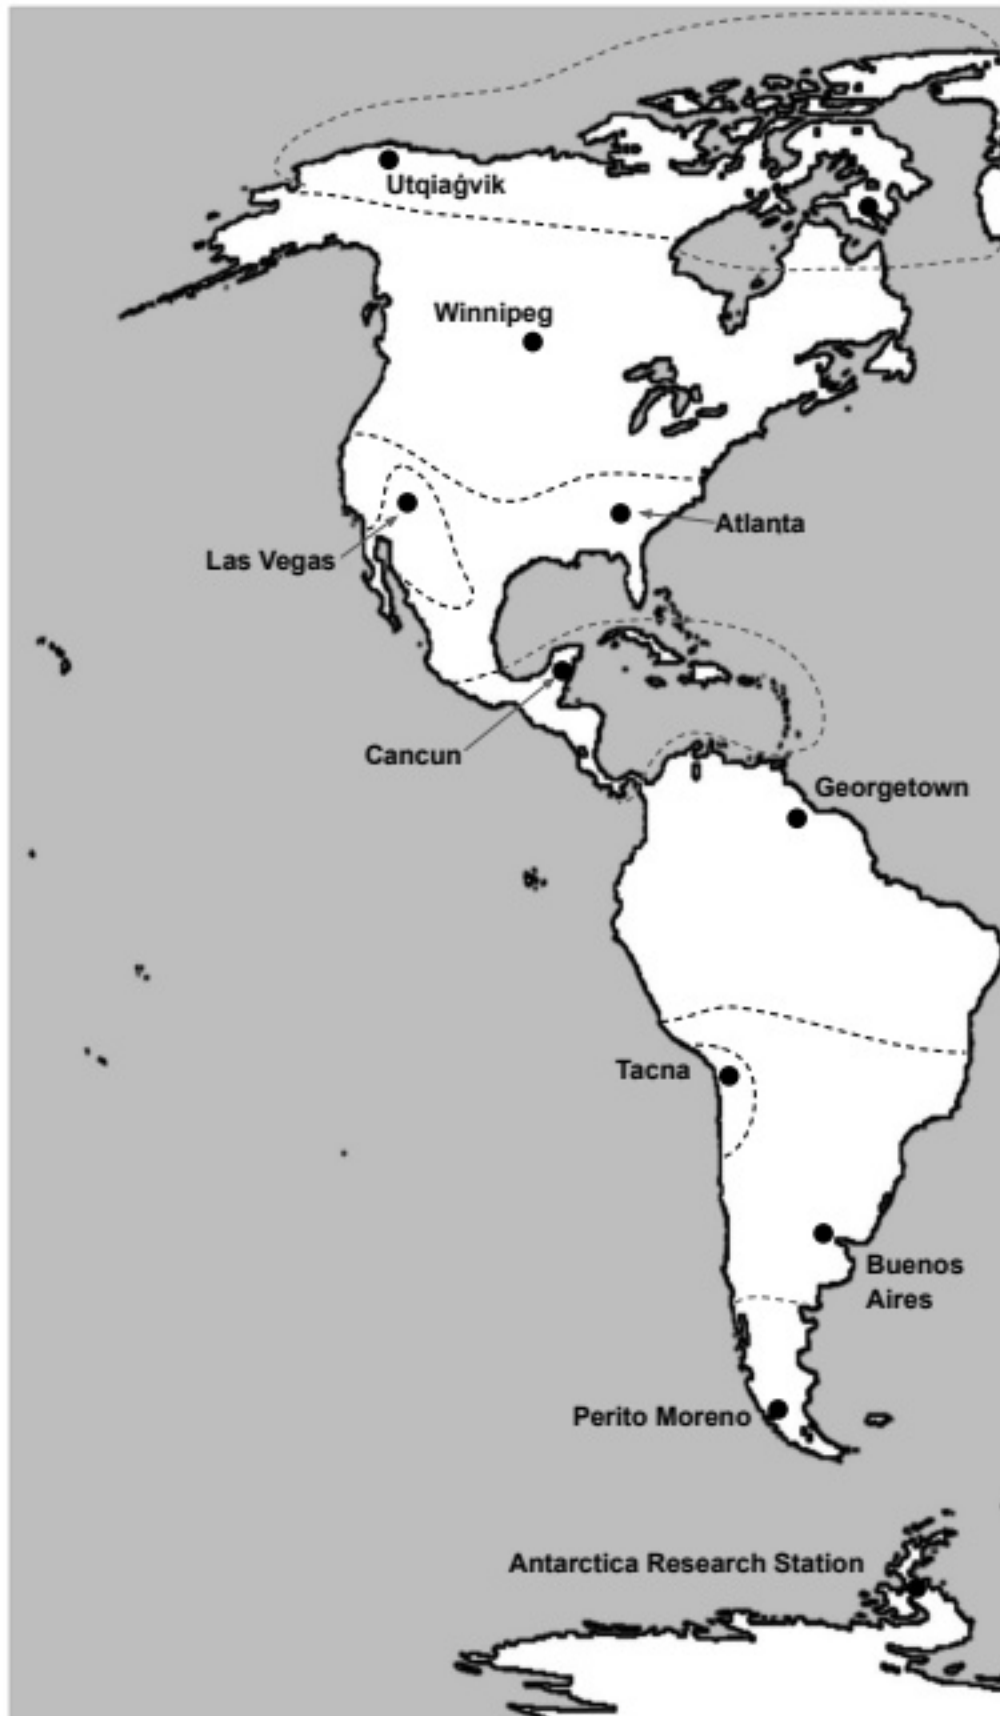 Utqiaġvik
Winnipeg
Atlanta
Las Vegas
Cancun
Georgetown
Tacna
Buenos
Aires
Perito Moreno
Antarctica Research Station